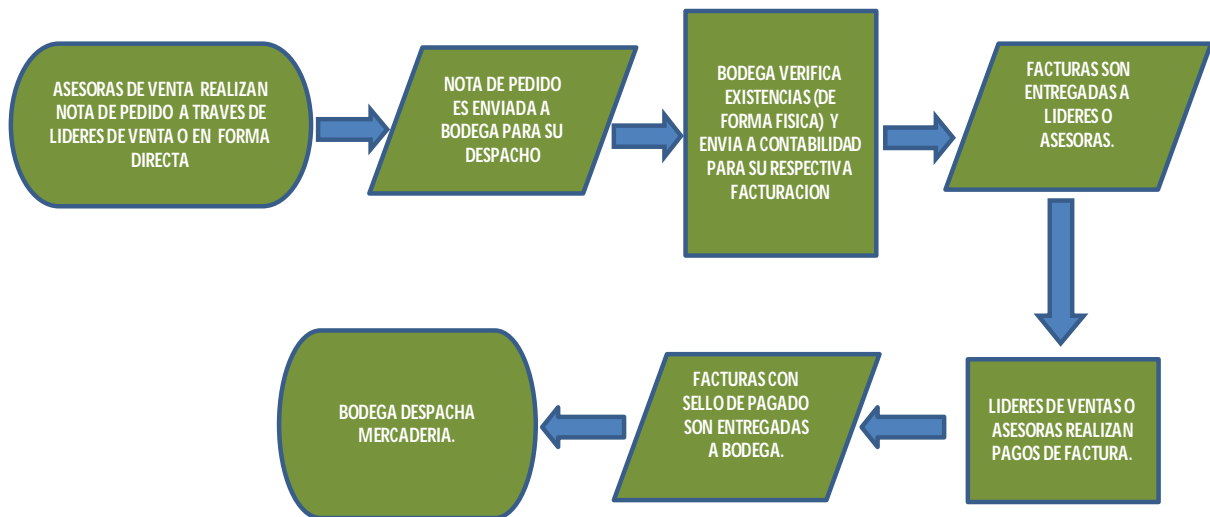 ASESORAS DE VENTA REALIZAN
NOTA DE PEDIDO A TRAVES DE
LIDERES DE VENTA O EN FORMA
DIRECTA
NOTA DE PEDIDO
ES ENVIADA A
BODEGA PARA SU
DESPACHO
BODEGA VERIFICA
EXISTENCIAS (DE
FORMA FISICA) Y
ENVIA A CONTABILIDAD
PARA SU RESPECTIVA
FACTURACION
FACTURAS SON
ENTREGADAS A
LIDERES O
ASESORAS.
LIDERES DE VENTAS O
ASESORAS REALIZAN
PAGOS DE FACTURA.
FACTURAS CON
SELLO DE PAGADO
SON ENTREGADAS
A BODEGA.
BODEGA DESPACHA
MERCADERIA.